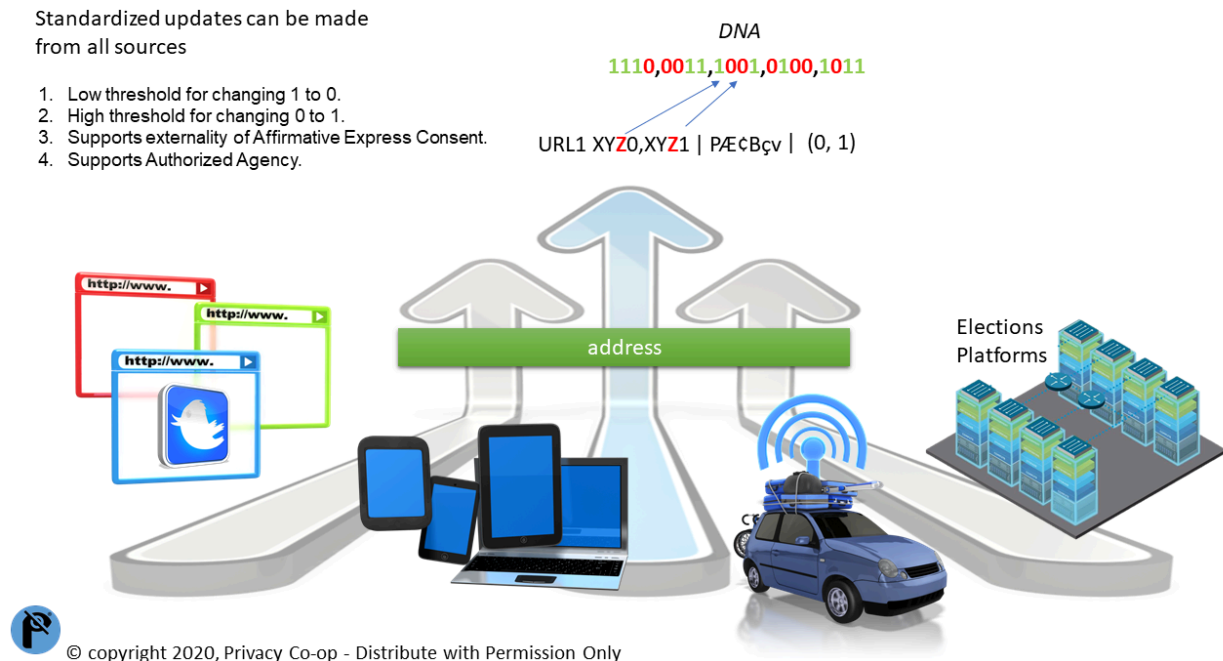 Standardized updates can be made
from all sources
1. Low threshold for changing 1 to 0.
2. High threshold for changing 0 to 1.
3. Supports externality of Affirmative Express Consent.
4. Supports Authorized Agency.
DNA
1110,0011,1001,0100,1011
URL1 XYZ0,XYZ1 | PÆ¢Bçv | (0, 1)
http://www.
http://www.
http://www.
address
Elections
Platforms
© copyright 2020, Privacy Co-op - Distribute with Permission Only